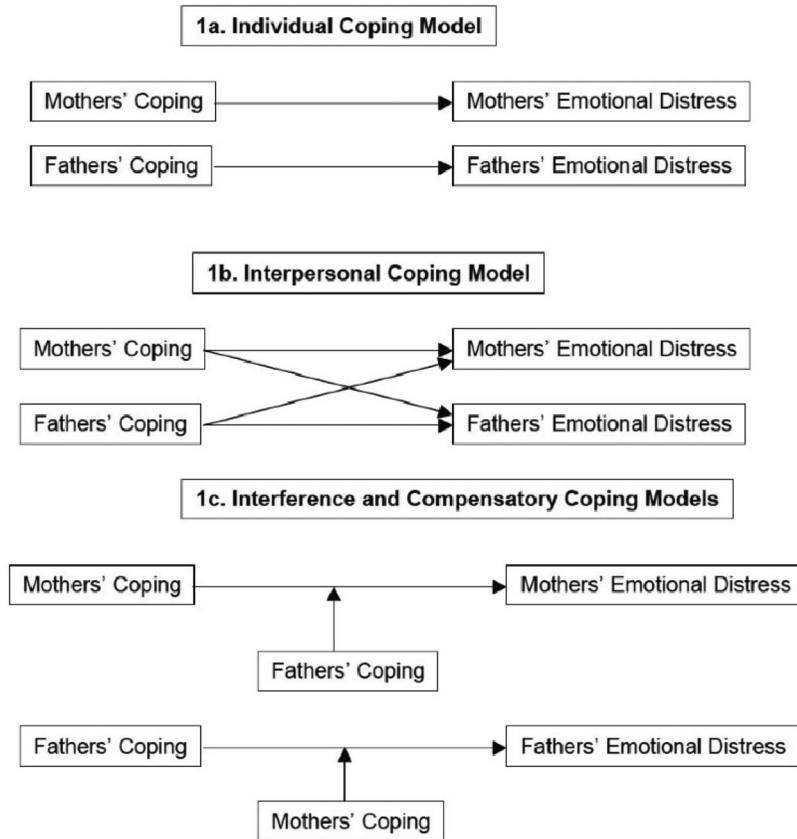 1a. Individual Coping Model
Mothers’ Coping
Mothers’ Emotional Distress
Fathers’ Coping
Fathers’ Emotional Distress
1b. Interpersonal Coping Model
Mothers’ Coping
Mothers’ Emotional Distress
Fathers’ Coping
Fathers’ Emotional Distress
1c. Interference and Compensatory Coping Models
Mothers’ Coping
Mothers’ Emotional Distress
Fathers’ Coping
Fathers’ Coping
Fathers’ Emotional Distress
Mothers’ Coping